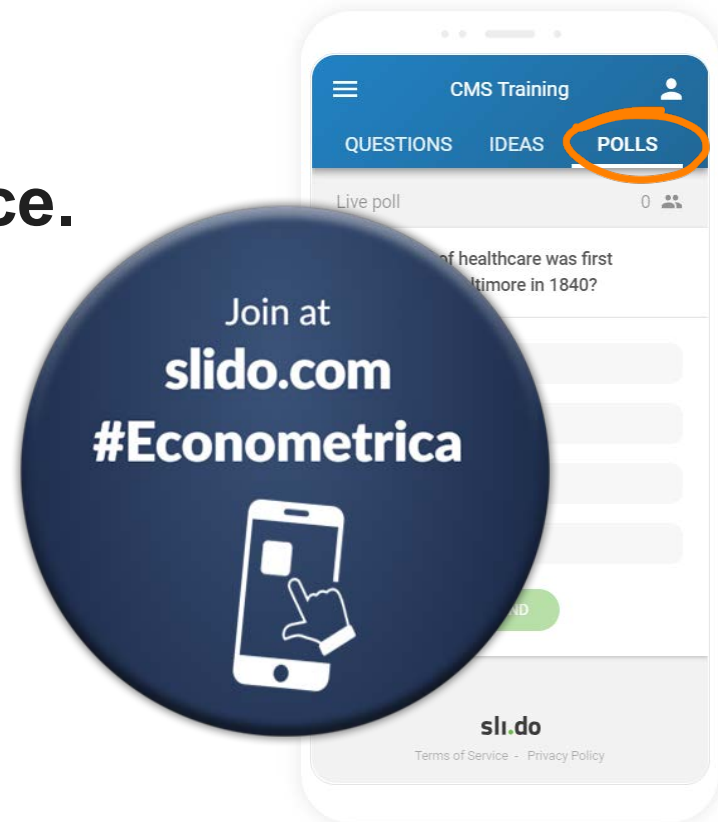 CMS Training
QUESTIONS IDEAS POLLS
ce.
Live poll 0
of healthcare was first
timore in 1840?
Join at
slido.com
#Econometrica
ND
sli.do
Terms of Service - Privacy Policy